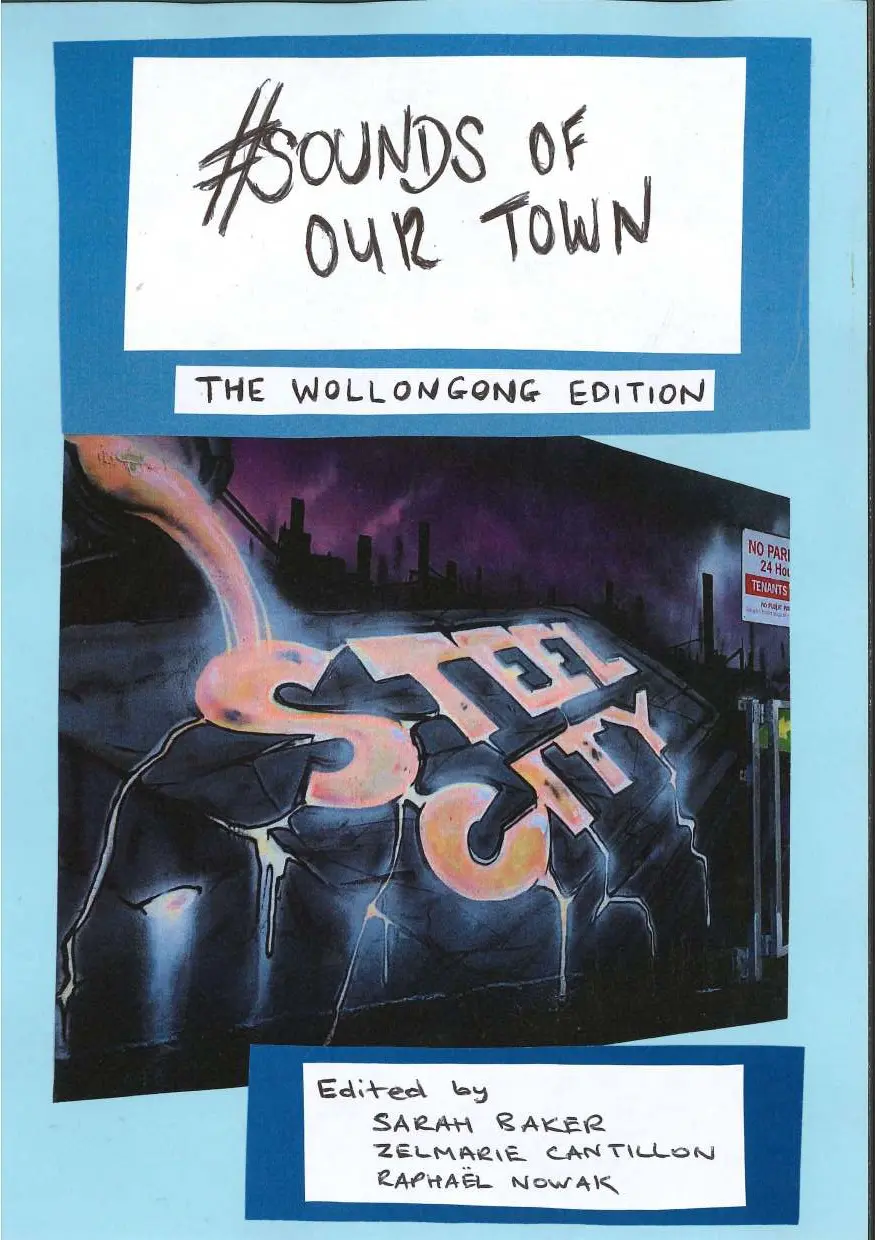 #SOUNDS OF
OUR TOWN
THE WOLLONGONG EDITION
NO PAR
24 Hou
TENANTS
STEEL
CITY
Edited by
SARAH BAKER
ZELMARIE CANTILLON
RAPHAËL NOWAK